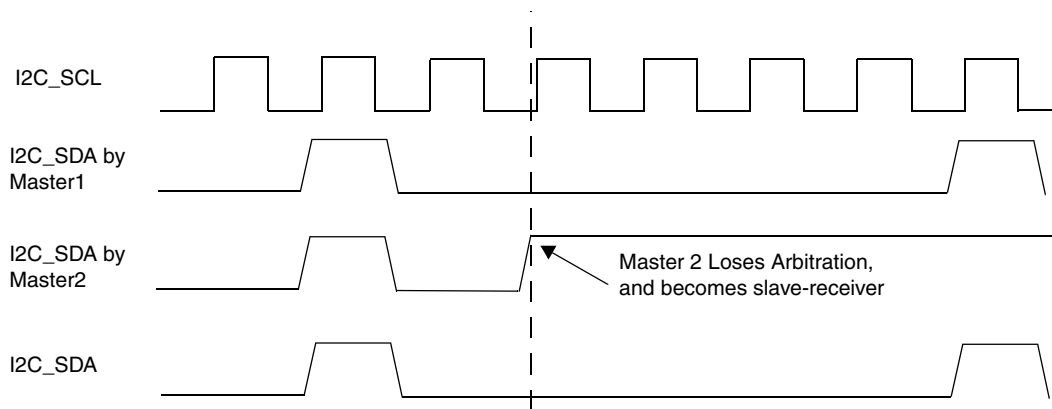 I2C_SCL
I2C_SDA by
Master1
I2C_SDA by
Master2
Master 2 Loses Arbitration,
and becomes slave-receiver
I2C_SDA